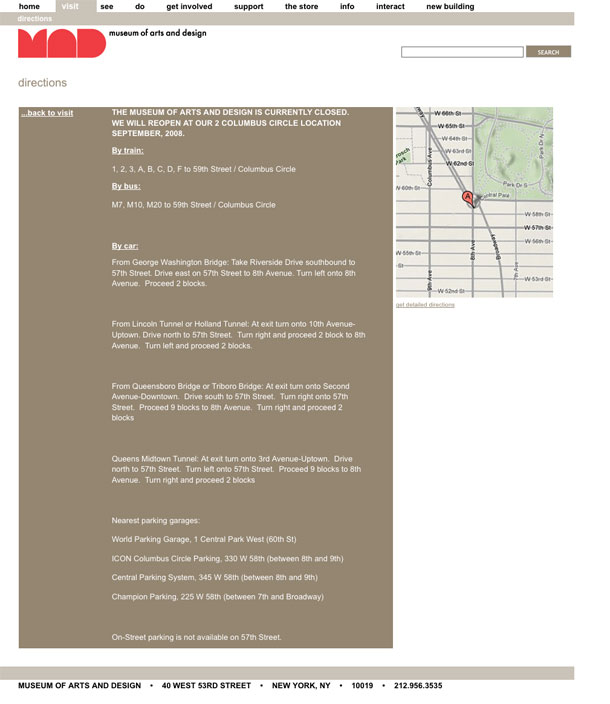 home visit see do get involved support the store info interact new building
directions
MAD museum of arts and design
SEARCH
directions
...back to visit
THE MUSEUM OF ARTS AND DESIGN IS CURRENTLY CLOSED.
WE WILL REOPEN AT OUR 2 COLUMBUS CIRCLE LOCATION
SEPTEMBER, 2008.
By train:
1, 2, 3, A, B, C, D, F to 59th Street / Columbus Circle
By bus:
M7, M10, M20 to 59th Street / Columbus Circle
By car:
From George Washington Bridge: Take Riverside Drive southbound to
57th Street. Drive east on 57th Street to 8th Avenue. Turn left onto 8th
Avenue. Proceed 2 blocks.
From Lincoln Tunnel or Holland Tunnel: At exit turn onto 10th Avenue-
Uptown. Drive north to 57th Street. Turn right and proceed 2 block to 8th
Avenue. Turn left and proceed 2 blocks.
From Queensboro Bridge or Triboro Bridge: At exit turn onto Second
Avenue-Downtown. Drive south to 57th Street. Turn right onto 57th
Street. Proceed 9 blocks to 8th Avenue. Turn right and proceed 2
blocks
Queens Midtown Tunnel: At exit turn onto 3rd Avenue-Uptown. Drive
north to 57th Street. Turn left onto 57th Street. Proceed 9 blocks to 8th
Avenue. Turn right and proceed 2 blocks
Nearest parking garages:
World Parking Garage, 1 Central Park West (60th St)
ICON Columbus Circle Parking, 330 W 58th (between 8th and 9th)
Central Parking System, 345 W 58th (between 8th and 9th)
Champion Parking, 225 W 58th (between 7th and Broadway)
On-Street parking is not available on 57th Street.
W 66th St
W 65th St
W 64th St
W 63rd St
W 62nd St
Columbus Ave
Park
Park Dr N
Park Dr S
W 60th St
A
Central Park
W 58th St
W 57th St
W 56th St
W 55th St
St
8th Ave
Broadway
7th Ave
9th Ave
W 53rd St
W 52nd St
get detailed directions
MUSEUM OF ARTS AND DESIGN • 40 WEST 53RD STREET • NEW YORK, NY • 10019 • 212.956.3535